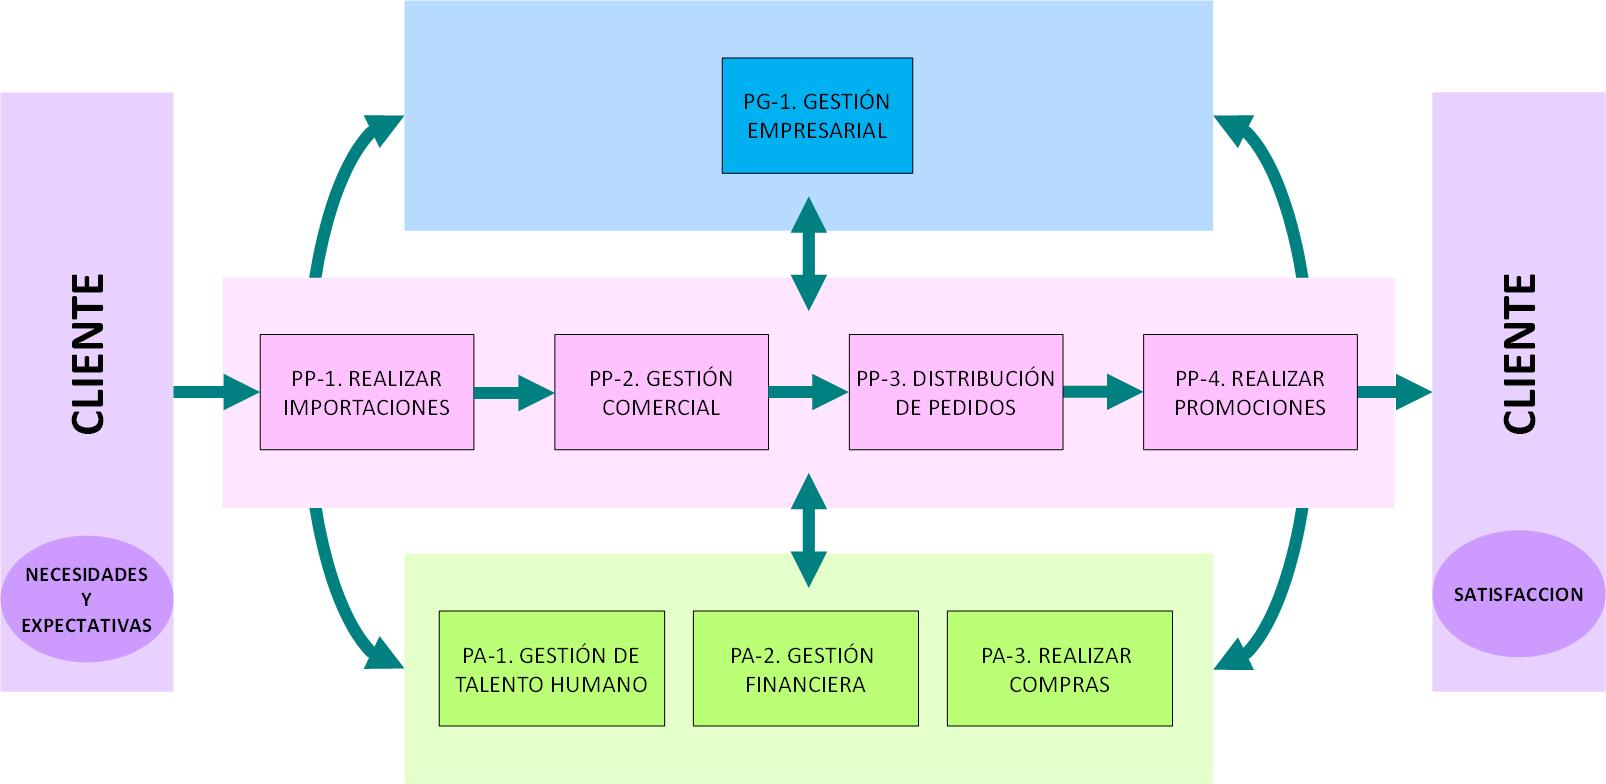 PG-1. GESTIÓN
EMPRESARIAL
CLIENTE
NECESIDADES
Y
EXPECTATIVAS
PP-1. REALIZAR
IMPORTACIONES
PP-2. GESTIÓN
COMERCIAL
PP-3. DISTRIBUCIÓN
DE PEDIDOS
PP-4. REALIZAR
PROMOCIONES
CLIENTE
SATISFACCION
PA-1. GESTIÓN DE
TALENTO HUMANO
PA-2. GESTIÓN
FINANCIERA
PA-3. REALIZAR
COMPRAS